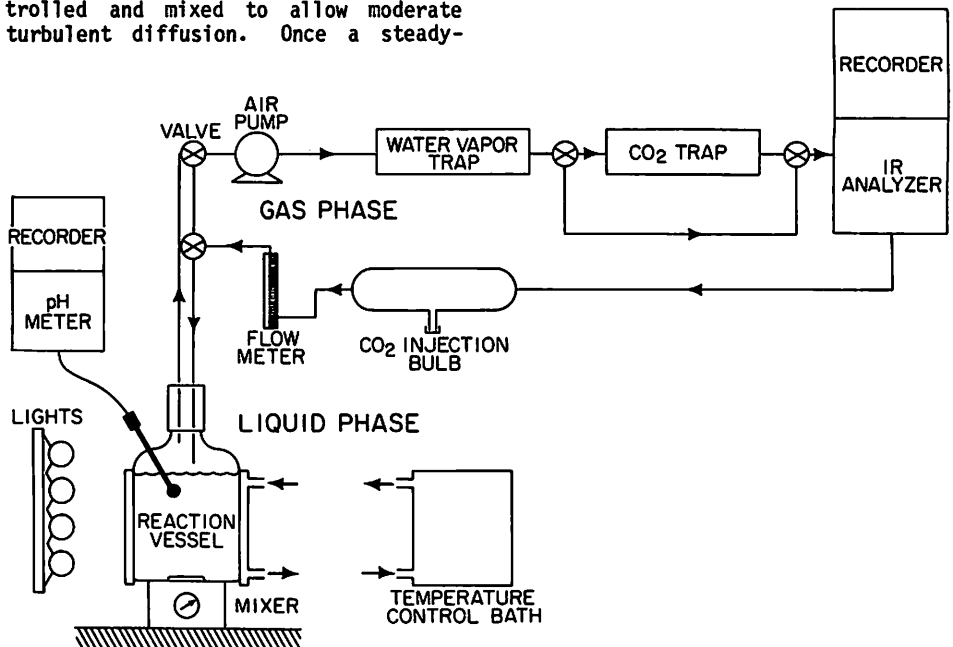 trolled and mixed to allow moderate
turbulent diffusion. Once a steady-
RECORDER
AIR
PUMP
VALVE
WATER VAPOR
TRAP
CO2 TRAP
IR
ANALYZER
GAS PHASE
RECORDER
pH
METER
FLOW
METER
CO2 INJECTION
BULB
LIGHTS
LIQUID PHASE
REACTION
VESSEL
MIXER
TEMPERATURE
CONTROL BATH